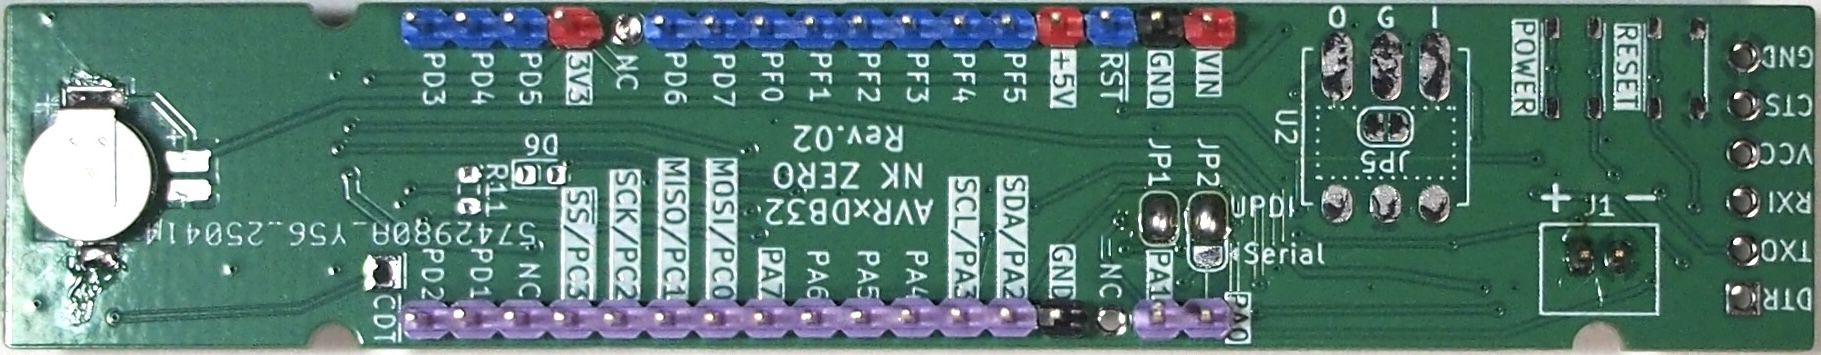 PD3
PD4
PD5
3V3
NC
PD6
PD7
PF0
PF1
PF2
PF3
PF4
PF5
+5V
RST
GND
VIN
O G I
U2
JP5
POWER
RESET
GND
CTS
VCC
RXI
TXO
DTR
+ J1 -
D6
R11
Rev.02
NK ZERO
AVRxDB32
5742980A_Y56_250414
JP1
JP2
UPDI
Serial
CDT
PD2
PD1
NC
SS/PC3
SCK/PC2
MISO/PC1
MOSI/PC0
PA7
PA6
PA5
PA4
SCL/PA3
SDA/PA2
GND
NC
PA1
PA0
+